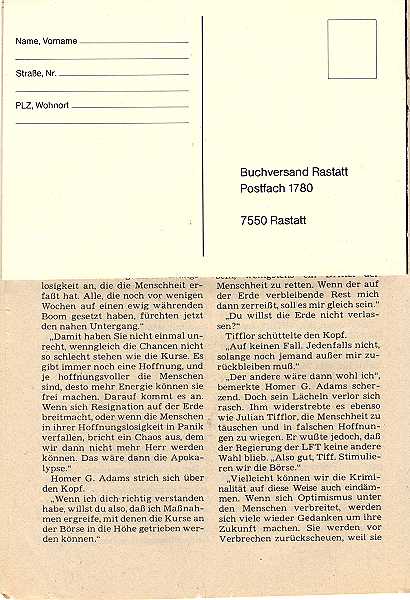 Name, Vorname
Straße, Nr.
PLZ, Wohnort
Buchversand Rastatt
Postfach 1780
7550 Rastatt
losigkeit an, die die Menschheit er-
faßt hat. Alle, die noch vor wenigen
Wochen auf einen ewig währenden
Boom gesetzt haben, fürchten jetzt
den nahen Untergang.“
„Damit haben Sie nicht einmal un-
recht, wenngleich die Chancen nicht
so schlecht stehen wie die Kurse. Es
gibt immer noch eine Hoffnung, und
je hoffnungsvoller die Menschen
sind, desto mehr Energie können sie
frei machen. Darauf kommt es an.
Wenn sich Resignation auf der Erde
breitmacht, oder wenn die Menschen
in ihrer Hoffnungslosigkeit in Panik
verfallen, bricht ein Chaos aus, dem
wir dann nicht mehr Herr werden
können. Das wäre dann die Apoka-
lypse.“
Homer G. Adams strich sich über
den Kopf.
„Wenn ich dich richtig verstanden
habe, willst du also, daß ich Maßnah-
men ergreife, mit denen die Kurse an
der Börse in die Höhe getrieben wer-
den können.“
sein, wenigstens ein Drittel der
Menschheit zu retten. Wenn der auf
der Erde verbleibende Rest mich
dann zerreißt, soll es mir gleich sein.“
„Du willst die Erde nicht verlas-
sen?“
Tifflor schüttelte den Kopf.
„Auf keinen Fall. Jedenfalls nicht,
solange noch jemand außer mir zu-
rückbleiben muß.“
„Der andere wäre dann wohl ich“,
bemerkte Homer G. Adams scher-
zend. Doch sein Lächeln verlor sich
rasch. Ihm widerstrebte es ebenso
wie Julian Tifflor, die Menschheit zu
täuschen und in falschen Hoffnun-
gen zu wiegen. Er wußte jedoch, daß
der Regierung der LFT keine andere
Wahl blieb. „Also gut, Tiff. Stimulie-
ren wir die Börse.“
„Vielleicht können wir die Krimi-
nalität auf diese Weise auch eindäm-
men. Wenn sich Optimismus unter
den Menschen verbreitet, werden
sich viele wieder Gedanken um ihre
Zukunft machen. Sie werden vor
Verbrechen zurückscheuen, weil sie